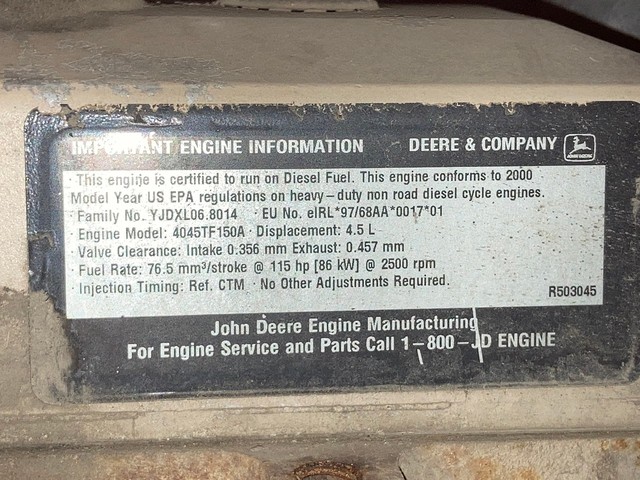 IMPORTANT ENGINE INFORMATION DEERE & COMPANY JOHN DEERE
· This engine is certified to run on Diesel Fuel. This engine conforms to 2000
Model Year US EPA regulations on heavy-duty non road diesel cycle engines.
· Family No. YJDXL06.8014 · EU No. eIRL*97/68AA*0017*01
· Engine Model: 4045TF150A · Displacement: 4.5 L
· Valve Clearance: Intake 0.356 mm Exhaust: 0.457 mm
· Fuel Rate: 76.5 mm³/stroke @ 115 hp [86 kW] @ 2500 rpm
· Injection Timing: Ref. CTM · No Other Adjustments Required.
R503045
John Deere Engine Manufacturing
For Engine Service and Parts Call 1-800-JD ENGINE